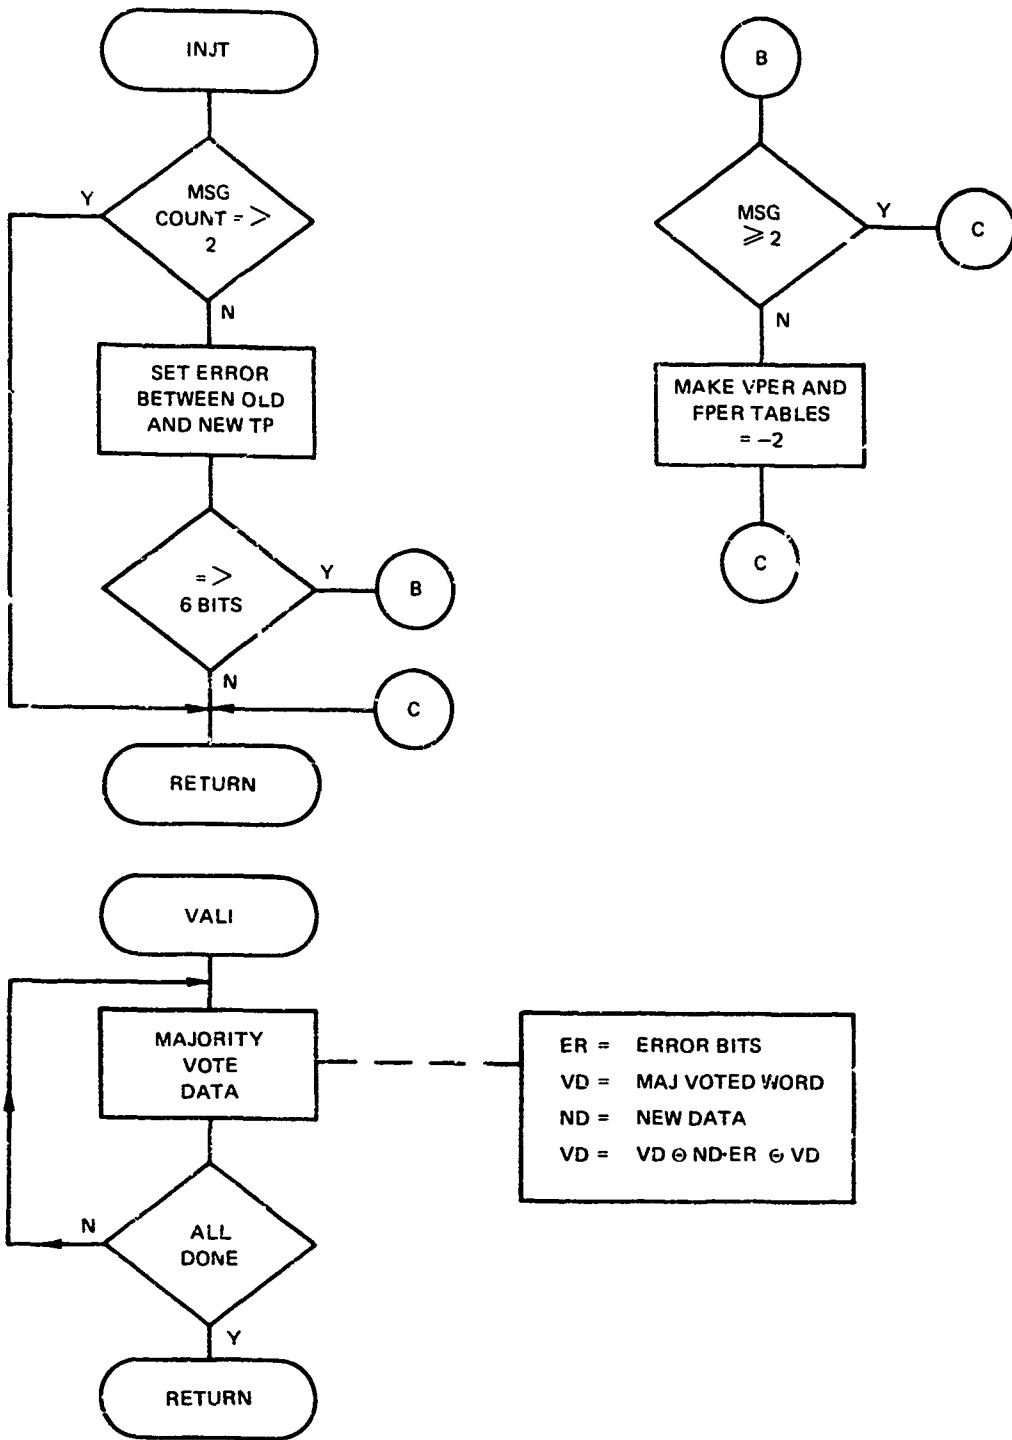 INJT
Y
MSG
COUNT = >
2
N
SET ERROR
BETWEEN OLD
AND NEW TP
= >
6 BITS
Y
B
N
C
RETURN
B
MSG
⩾ 2
Y
C
N
MAKE VPER AND
FPER TABLES
= -2
C
VALI
MAJORITY
VOTE
DATA
N
ALL
DONE
Y
RETURN
ER = ERROR BITS
VD = MAJ VOTED WORD
ND = NEW DATA
VD = VD ⊖ ND·ER ⊖ VD